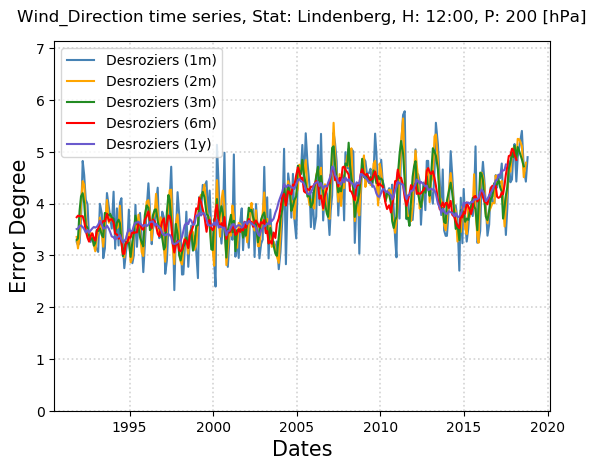 Wind_Direction time series, Stat: Lindenberg, H: 12:00, P: 200 [hPa]
Error Degree
7
6
5
4
3
2
1
0
Desroziers (1m)
Desroziers (2m)
Desroziers (3m)
Desroziers (6m)
Desroziers (1y)
1995
2000
2005
2010
2015
2020
Dates